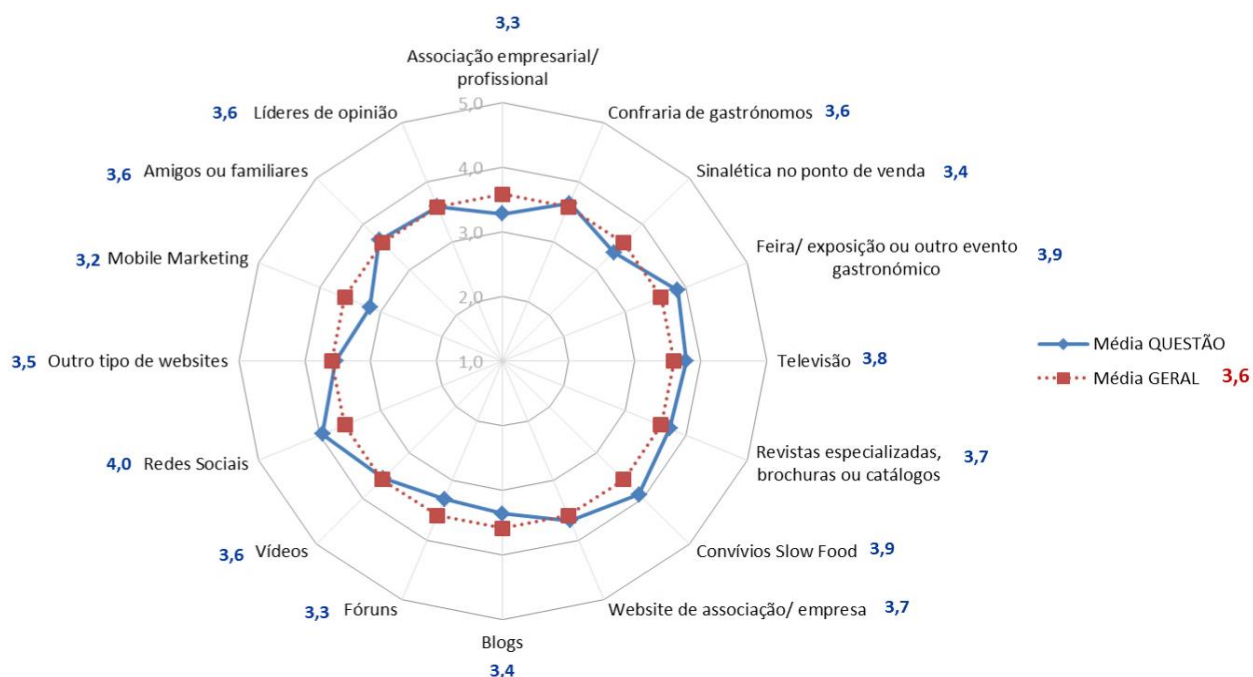 3,3
Associação empresarial/
profissional
5,0
4,0
3,0
2,0
1,0
Confraria de gastrónomos 3,6
Sinalética no ponto de venda 3,4
Feira/ exposição ou outro evento
gastronómico
3,9
Televisão 3,8
Revistas especializadas,
brochuras ou catálogos
3,7
Convívios Slow Food 3,9
Website de associação/ empresa 3,7
Blogs
3,4
3,3 Fóruns
3,6 Vídeos
4,0 Redes Sociais
3,5 Outro tipo de websites
3,2 Mobile Marketing
3,6 Amigos ou familiares
3,6 Líderes de opinião
Média QUESTÃO
Média GERAL 3,6